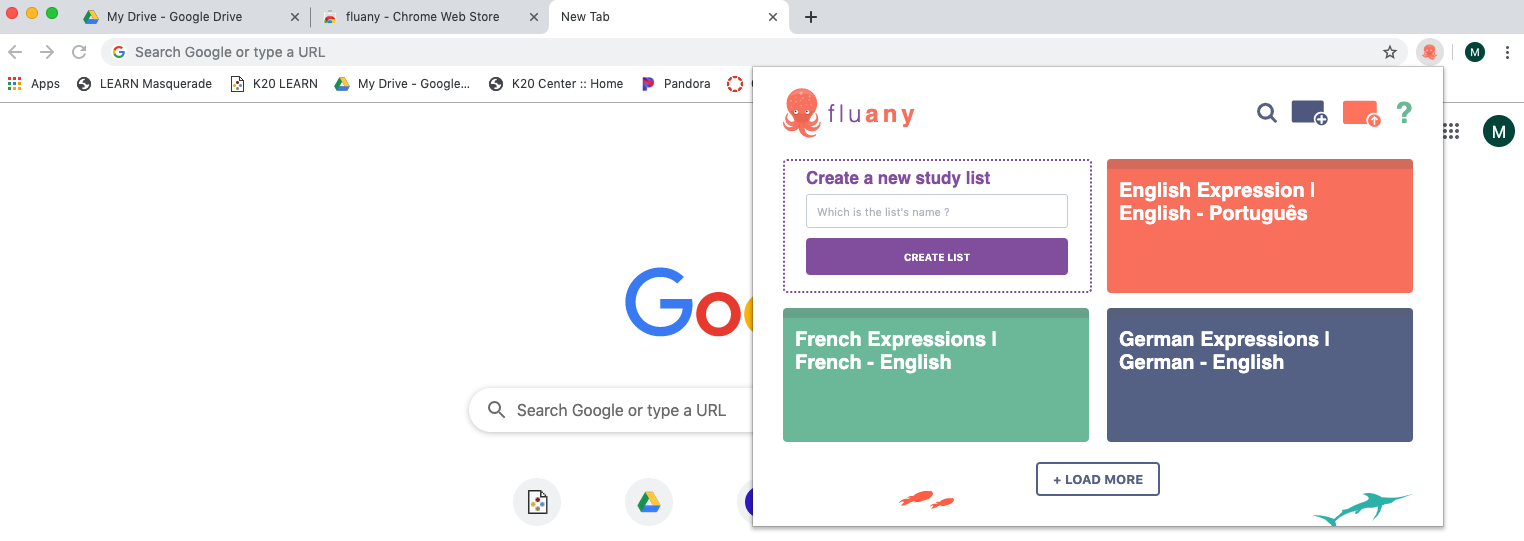 My Drive - Google Drive
fluany - Chrome Web Store
New Tab
Search Google or type a URL
M
Apps
LEARN Masquerade
K20 LEARN
My Drive - Google...
K20 Center :: Home
Pandora
fluany
?
M
Create a new study list
Which is the list's name ?
CREATE LIST
English Expression |
English - Português
French Expressions |
French - English
German Expressions |
German - English
Goo
Search Google or type a URL
+ LOAD MORE